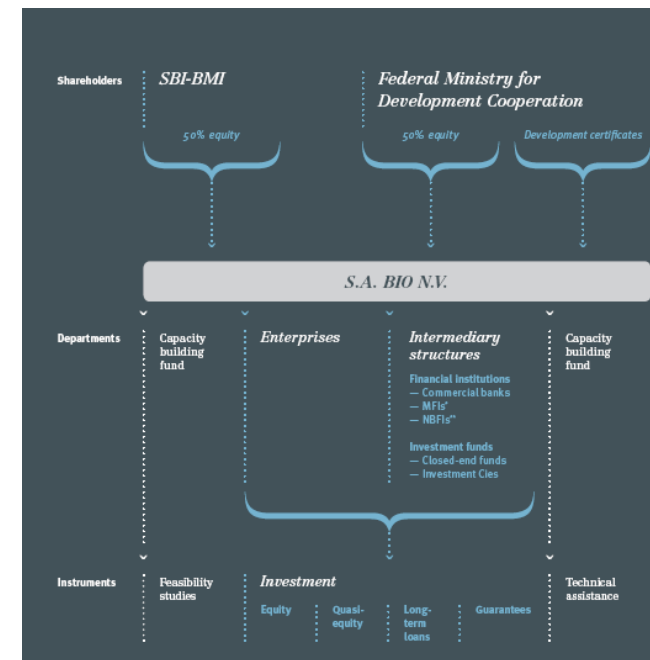 Shareholders
SBI-BMI
Federal Ministry for
Development Cooperation
50% equity
50% equity
Development certificates
S.A. BIO N.V.
Departments
Capacity
building
fund
Enterprises
Intermediary
structures
Financial Institutions
— Commercial banks
— MFIs*
— NBFIs**
Investment funds
— Closed-end funds
— Investment Cies
Capacity
building
fund
Instruments
Feasibility
studies
Investment
Equity
Quasi-
equity
Long-
term
loans
Guarantees
Technical
assistance